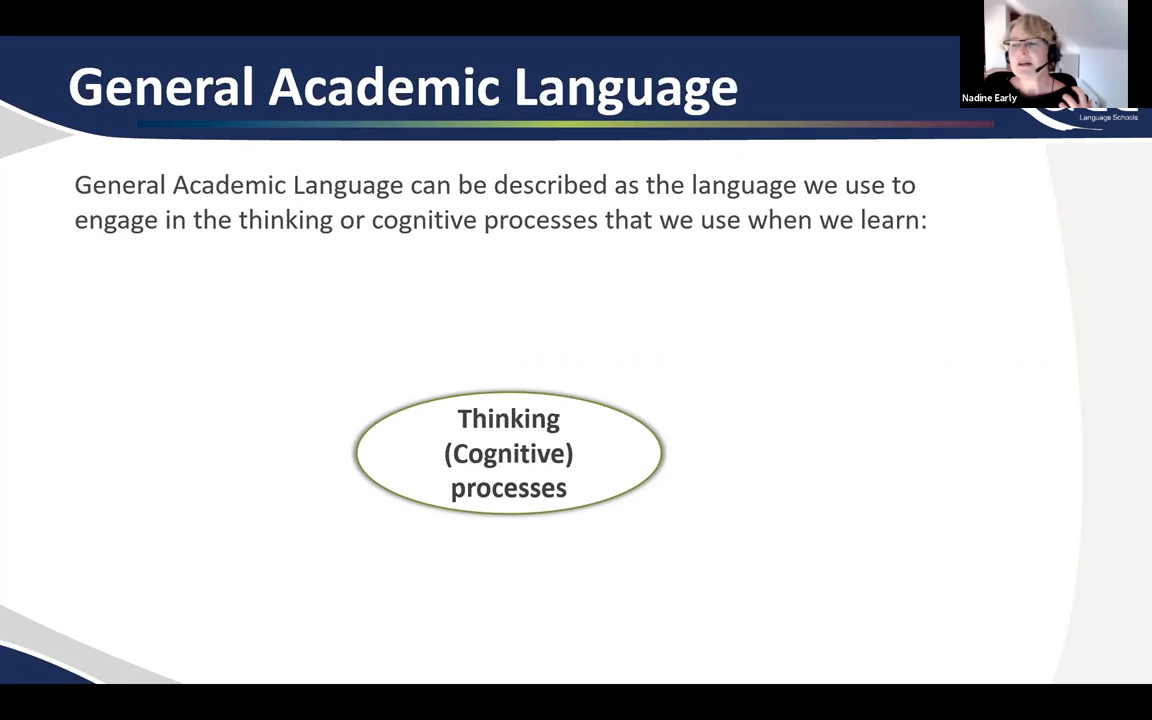 General Academic Language
Nadine Early
Language Schools
General Academic Language can be described as the language we use to
engage in the thinking or cognitive processes that we use when we learn:
Thinking
(Cognitive)
processes